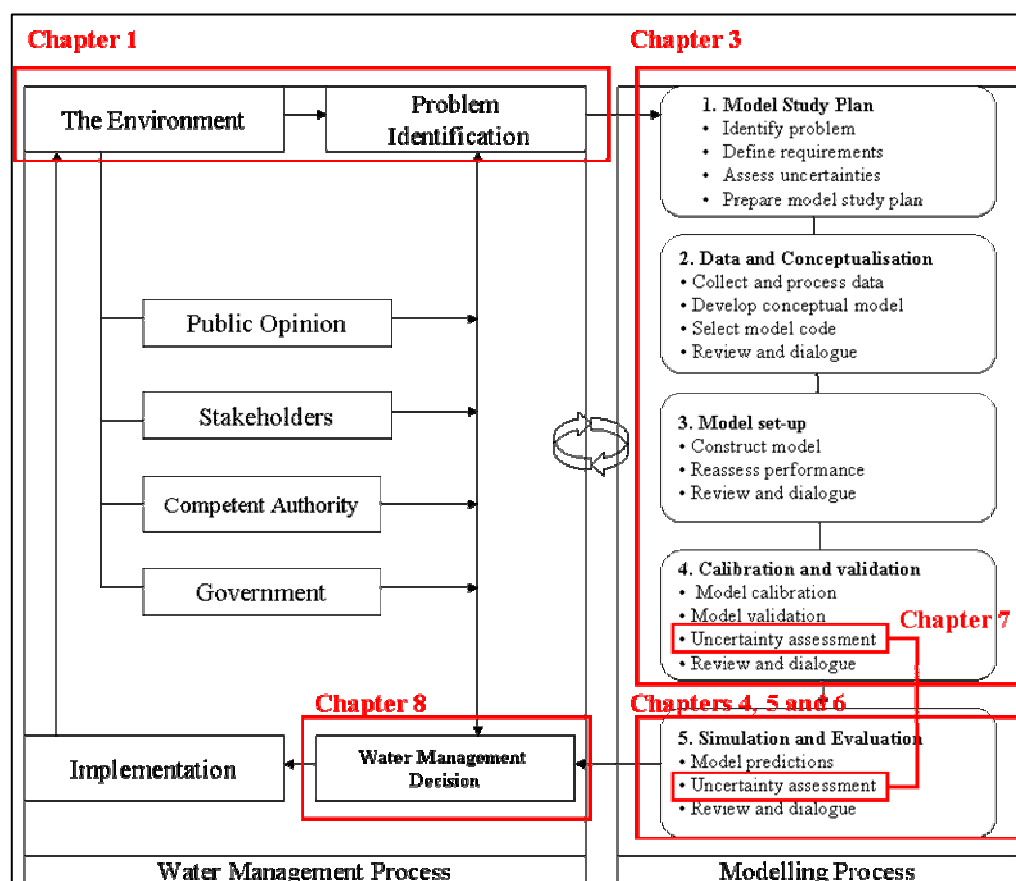 Chapter 1
The Environment
Problem
Identification
Public Opinion
Stakeholders
Competent Authority
Government
Chapter 8
Implementation
Water Management
Decision
Water Management Process
Chapter 3
1. Model Study Plan
• Identify problem
• Define requirements
• Assess uncertainties
• Prepare model study plan
2. Data and Conceptualisation
• Collect and process data
• Develop conceptual model
• Select model code
• Review and dialogue
3. Model set-up
• Construct model
• Reassess performance
• Review and dialogue
4. Calibration and validation
• Model calibration
• Model validation
Chapter 7
• Uncertainty assessment
• Review and dialogue
Chapters 4, 5 and 6
5. Simulation and Evaluation
• Model predictions
• Uncertainty assessment
• Review and dialogue
Modelling Process